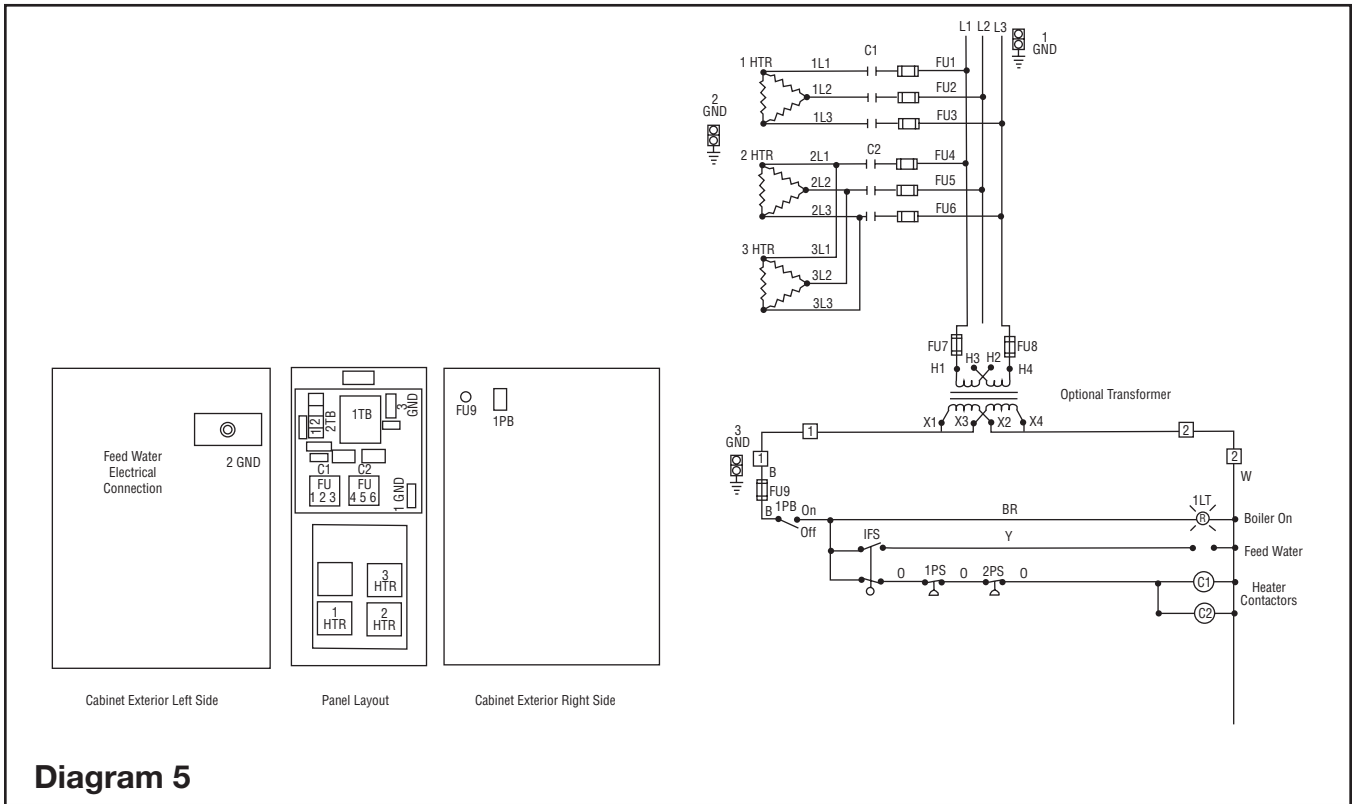 L1 L2 L3
1
GND
C1
1 HTR
1L1
FU1
1L2
FU2
1L3
FU3
2
GND
2 HTR
2L1
C2
FU4
2L2
FU5
2L3
FU6
3 HTR
3L1
3L2
3L3
FU7
FU8
H1
H3
H2
H4
Optional Transformer
X1
X3
X2
X4
3
GND
1
2
1
2
B
W
FU9
B
1PB
On
Off
BR
1LT
R
Boiler On
IFS
Y
Feed Water
O
1PS
O
2PS
O
C1
Heater
Contactors
C2
Feed Water
Electrical
Connection
2 GND
1 2
2TB
1TB
3
GND
C1
C2
FU
1 2 3
FU
4 5 6
1 GND
3
HTR
1
HTR
2
HTR
FU9
1PB
Cabinet Exterior Left Side
Panel Layout
Cabinet Exterior Right Side
Diagram 5